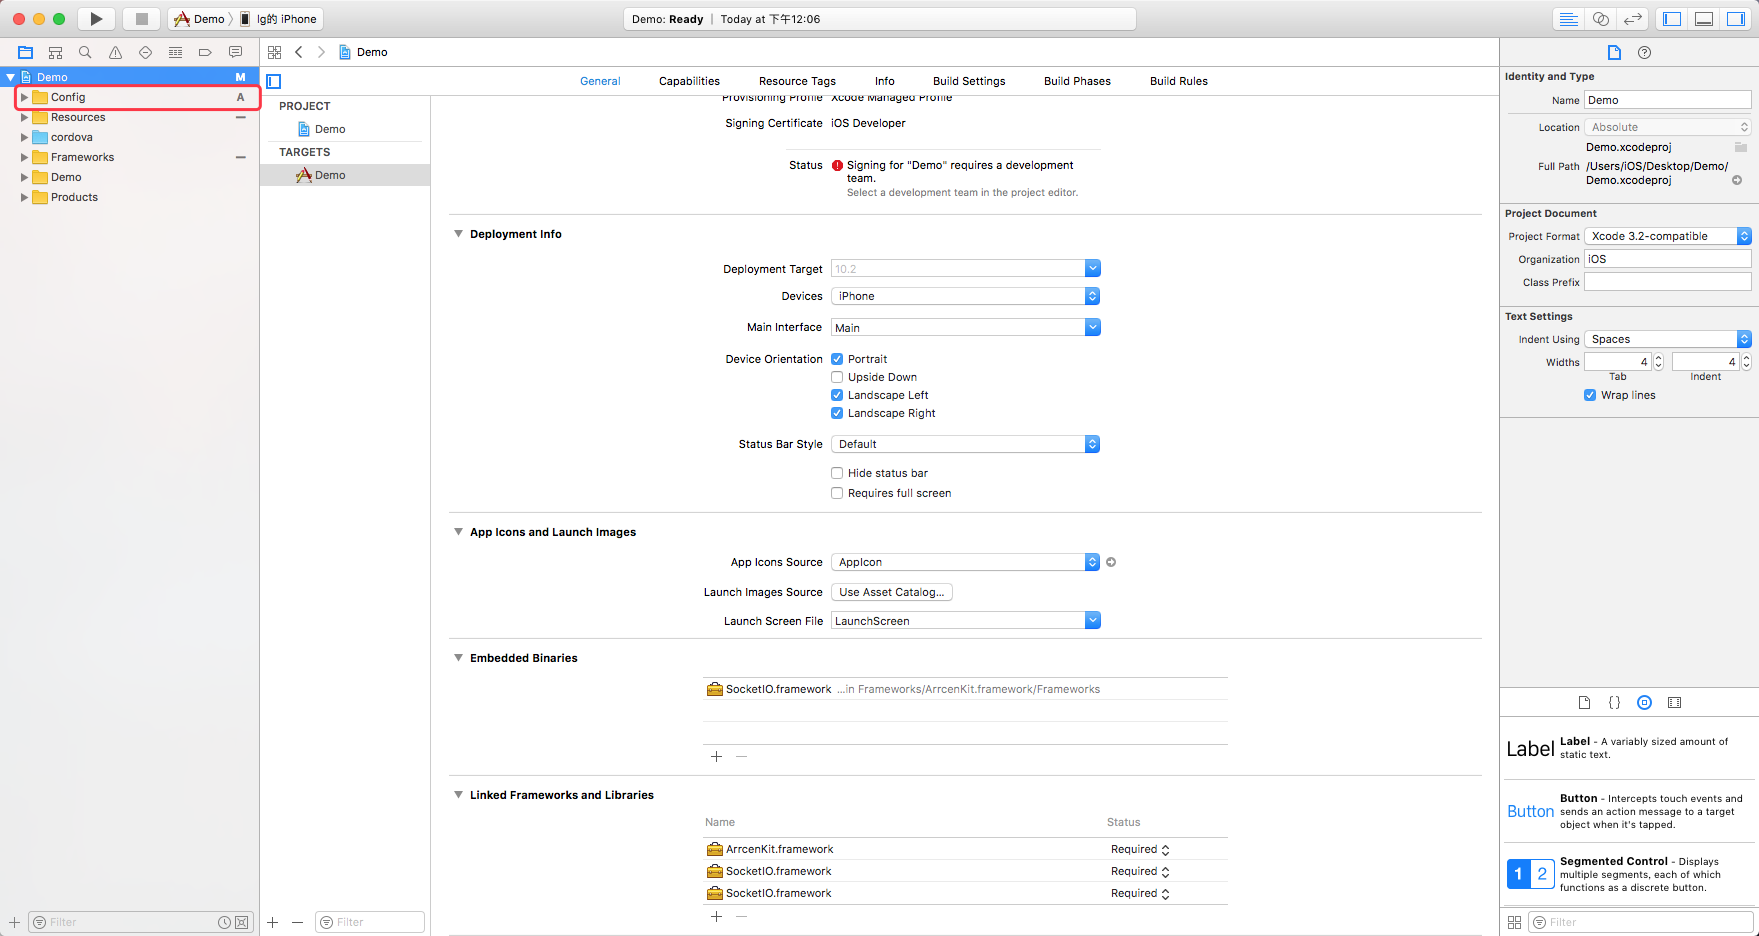 Demo
lg的 iPhone
Demo: Ready
Today at 下午12:06
Demo
Demo M
Config A
Resources
cordova
Frameworks
Demo
Products
Filter
General
Capabilities
Resource Tags
Info
Build Settings
Build Phases
Build Rules
PROJECT
Demo
TARGETS
Demo
Filter
Provisioning Profile Xcode Managed Profile
Signing Certificate iOS Developer
Status Signing for "Demo" requires a development
team.
Select a development team in the project editor.
Deployment Info
Deployment Target 10.2
Devices iPhone
Main Interface Main
Device Orientation Portrait
Upside Down
Landscape Left
Landscape Right
Status Bar Style Default
Hide status bar
Requires full screen
App Icons and Launch Images
App Icons Source AppIcon
Launch Images Source Use Asset Catalog...
Launch Screen File LaunchScreen
Embedded Binaries
SocketIO.framework ...in Frameworks/ArrcenKit.framework/Frameworks
Linked Frameworks and Libraries
Name Status
ArrcenKit.framework Required
SocketIO.framework Required
SocketIO.framework Required
Identity and Type
Name Demo
Location Absolute
Demo.xcodeproj
Full Path /Users/iOS/Desktop/Demo/
Demo.xcodeproj
Project Document
Project Format Xcode 3.2-compatible
Organization iOS
Class Prefix
Text Settings
Indent Using Spaces
Widths 4 4
Tab Indent
Wrap lines
{}
Label Label - A variably sized amount of
static text.
Button Button - Intercepts touch events and
sends an action message to a target
object when it's tapped.
1 2 Segmented Control - Displays
multiple segments, each of which
functions as a discrete button.
Filter